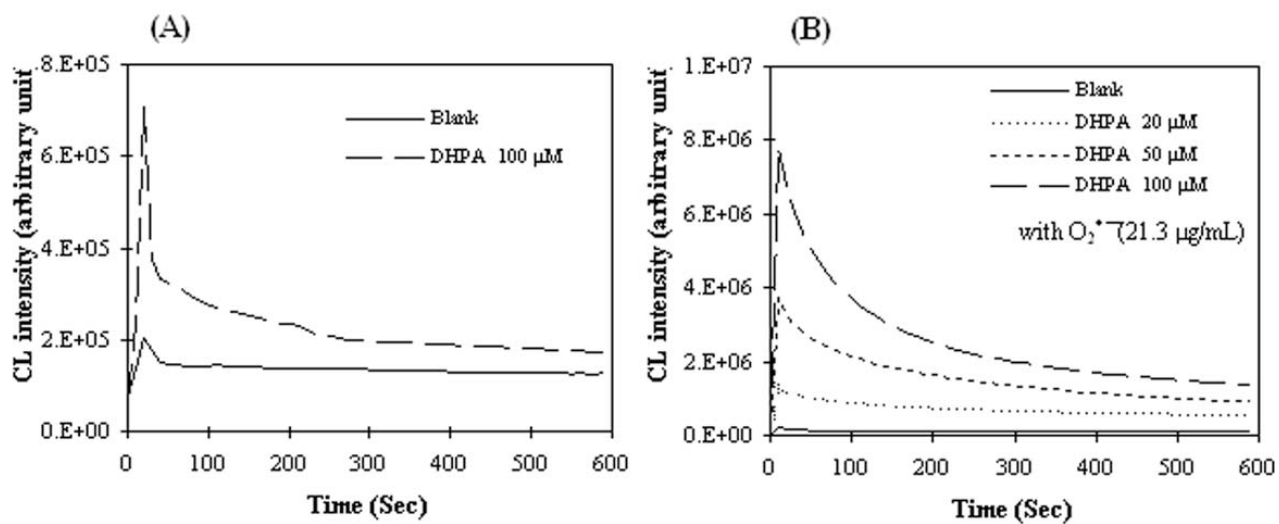 (A)
CL intensity (arbitrary unit)
8.E+05
6.E+05
4.E+05
2.E+05
0.E+00
Blank
DHPA 100 μM
0 100 200 300 400 500 600
Time (Sec)
(B)
CL intensity (arbitrary unit)
1.E+07
8.E+06
6.E+06
4.E+06
2.E+06
0.E+00
Blank
DHPA 20 μM
DHPA 50 μM
DHPA 100 μM
with O₂•⁻ (21.3 μg/mL)
0 100 200 300 400 500 600
Time (Sec)